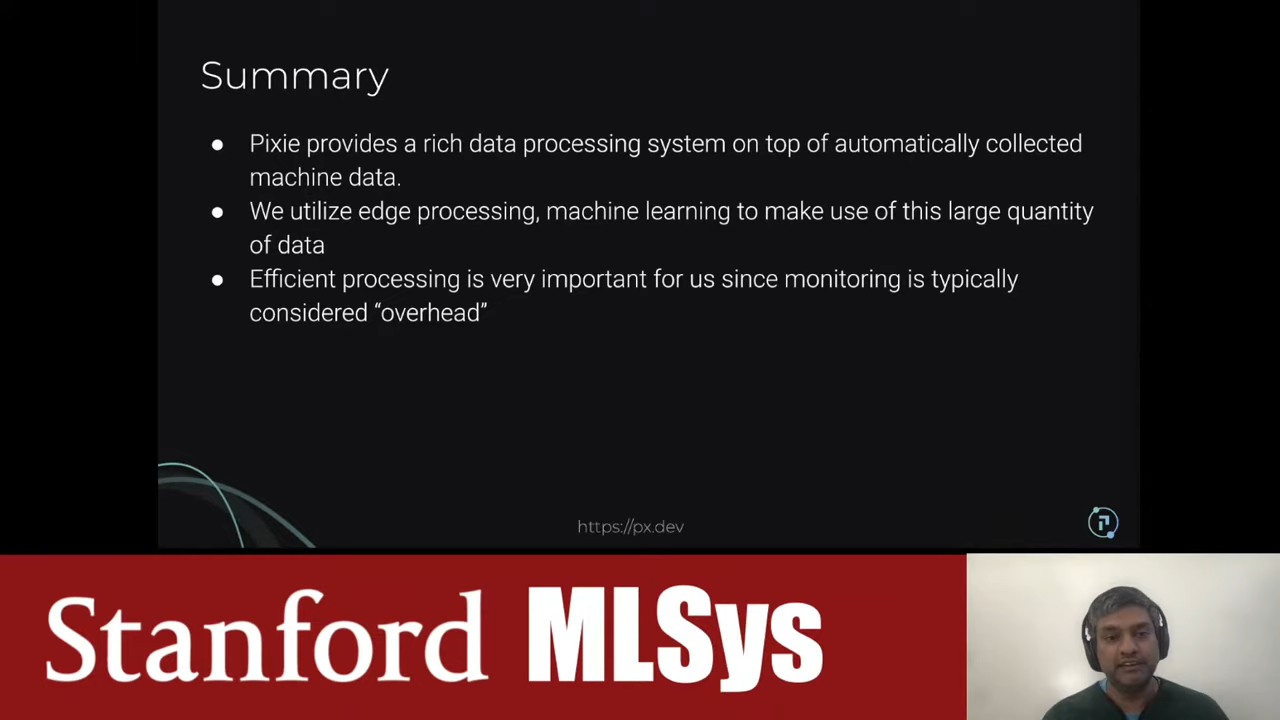 Summary
● Pixie provides a rich data processing system on top of automatically collected
machine data.
● We utilize edge processing, machine learning to make use of this large quantity
of data
● Efficient processing is very important for us since monitoring is typically
considered “overhead”
https://px.dev
Stanford MLSys